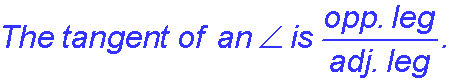 The tangent of an ∠ is opp. leg / adj. leg.